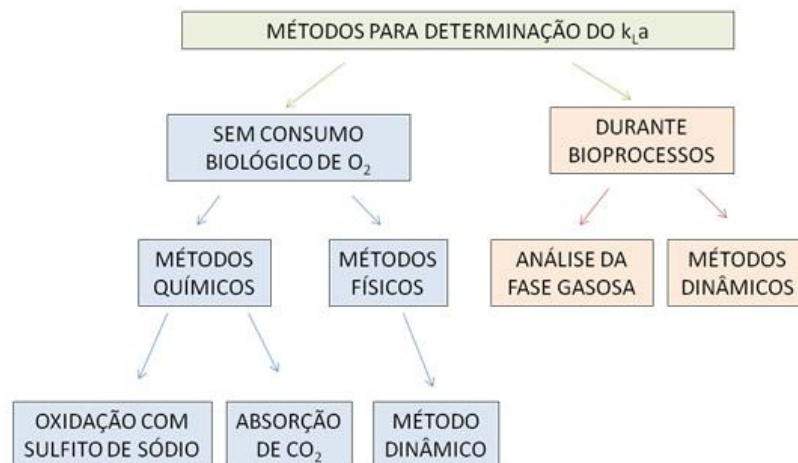 MÉTODOS PARA DETERMINAÇÃO DO kLa
SEM CONSUMO
BIOLÓGICO DE O2
DURANTE
BIOPROCESSOS
MÉTODOS
QUÍMICOS
MÉTODOS
FÍSICOS
ANÁLISE DA
FASE GASOSA
MÉTODOS
DINÂMICOS
OXIDAÇÃO COM
SULFITO DE SÓDIO
ABSORÇÃO
DE CO2
MÉTODO
DINÂMICO